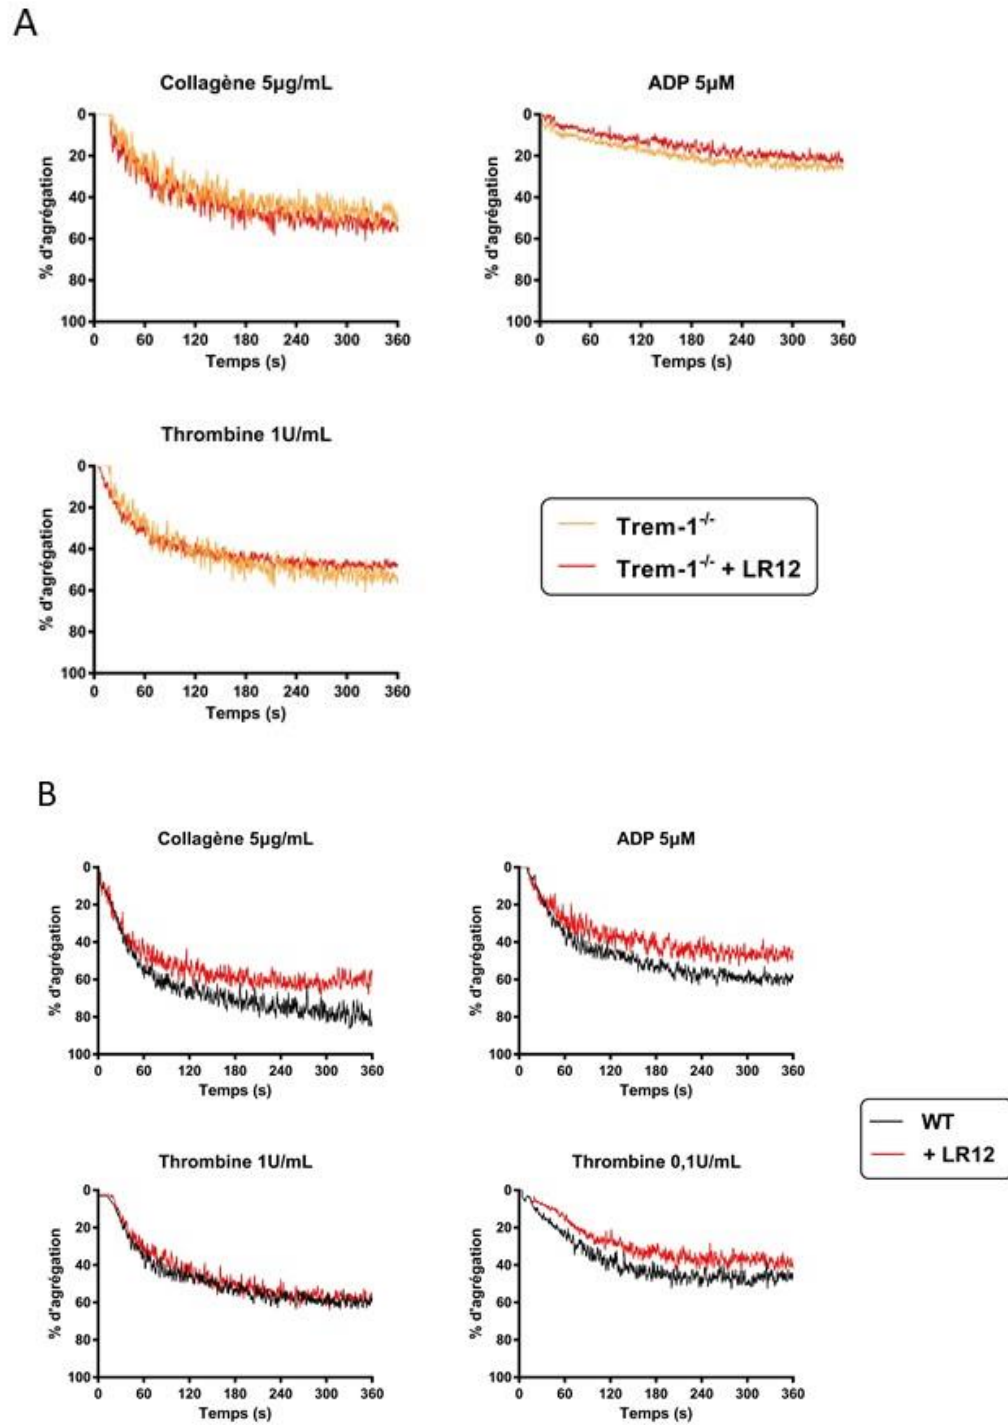 A
Collagène 5µg/mL
ADP 5µM
% d'agrégation
0
20
40
60
80
100
0 60 120 180 240 300 360
Temps (s)
% d'agrégation
0
20
40
60
80
100
0 60 120 180 240 300 360
Temps (s)
Thrombine 1U/mL
% d'agrégation
0
20
40
60
80
100
0 60 120 180 240 300 360
Temps (s)
Trem-1-/-
Trem-1-/- + LR12
B
Collagène 5µg/mL
ADP 5µM
% d'agrégation
0
20
40
60
80
100
0 60 120 180 240 300 360
Temps (s)
% d'agrégation
0
20
40
60
80
100
0 60 120 180 240 300 360
Temps (s)
WT
+ LR12
Thrombine 1U/mL
Thrombine 0,1U/mL
% d'agrégation
0
20
40
60
80
100
0 60 120 180 240 300 360
Temps (s)
% d'agrégation
0
20
40
60
80
100
0 60 120 180 240 300 360
Temps (s)